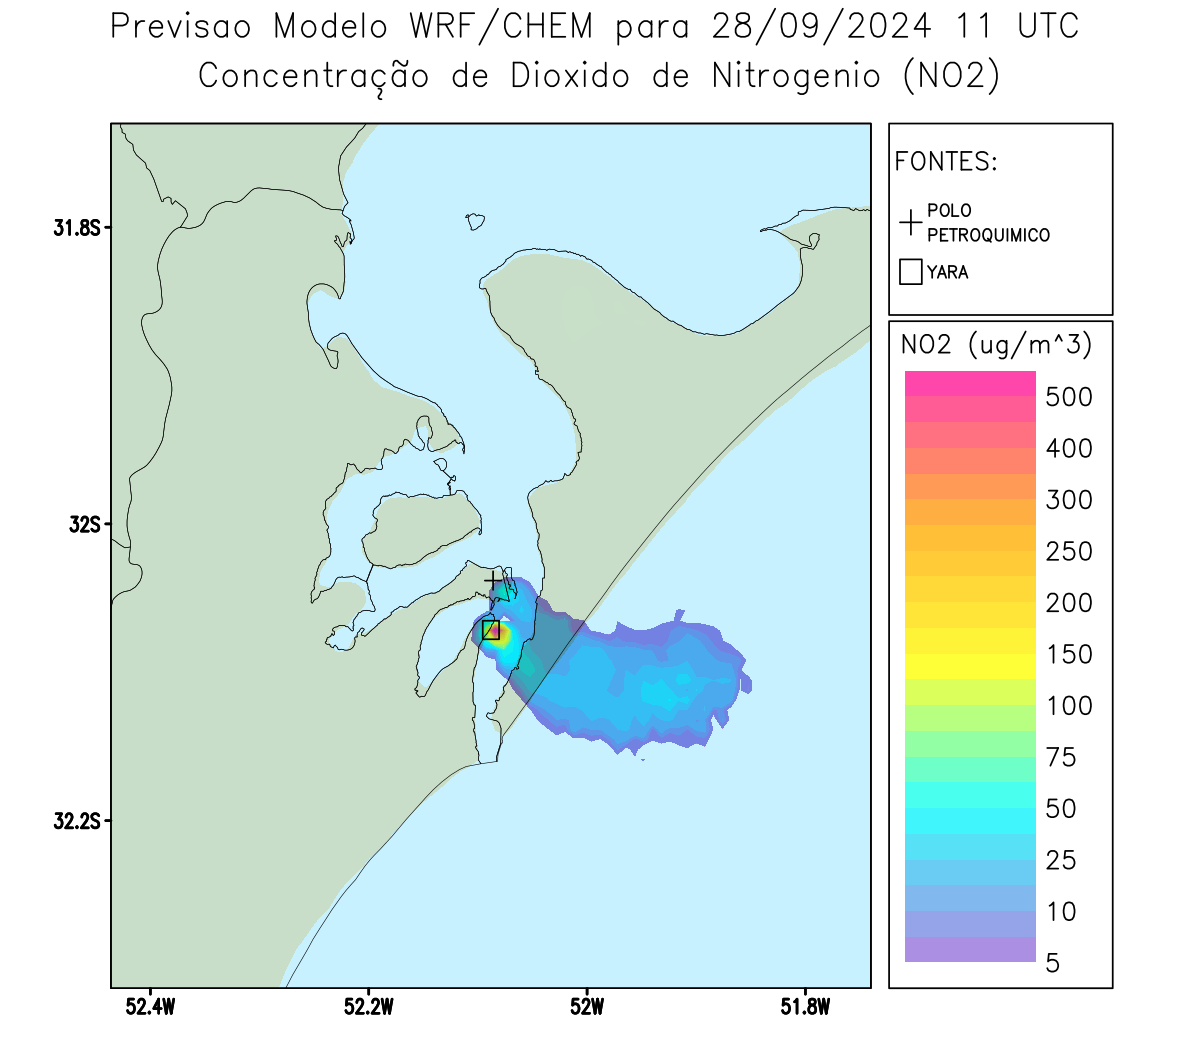 Previsao Modelo WRF/CHEM para 28/09/2024 11 UTC
Concentração de Dioxido de Nitrogenio (NO2)
FONTES:
POLO
PETROQUIMICO
YARA
NO2 (ug/m^3)
500
400
300
250
200
150
100
75
50
25
10
5
31.8S
32S
32.2S
52.4W
52.2W
52W
51.8W